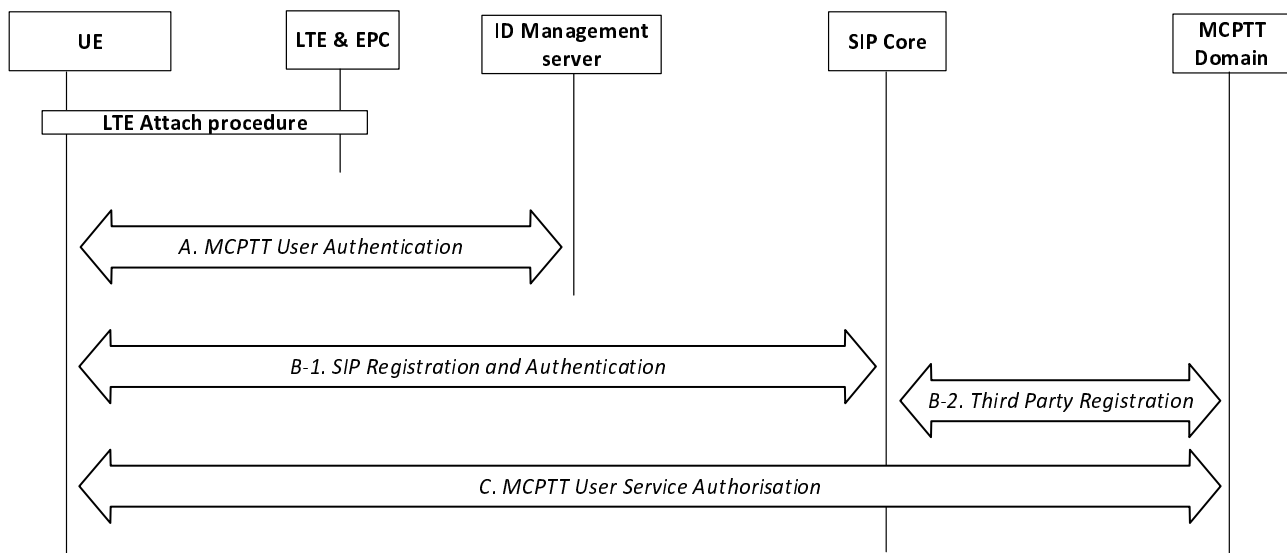 UE
LTE & EPC
ID Management
server
SIP Core
MCPTT
Domain
LTE Attach procedure
A. MCPTT User Authentication
B-1. SIP Registration and Authentication
B-2. Third Party Registration
C. MCPTT User Service Authorisation